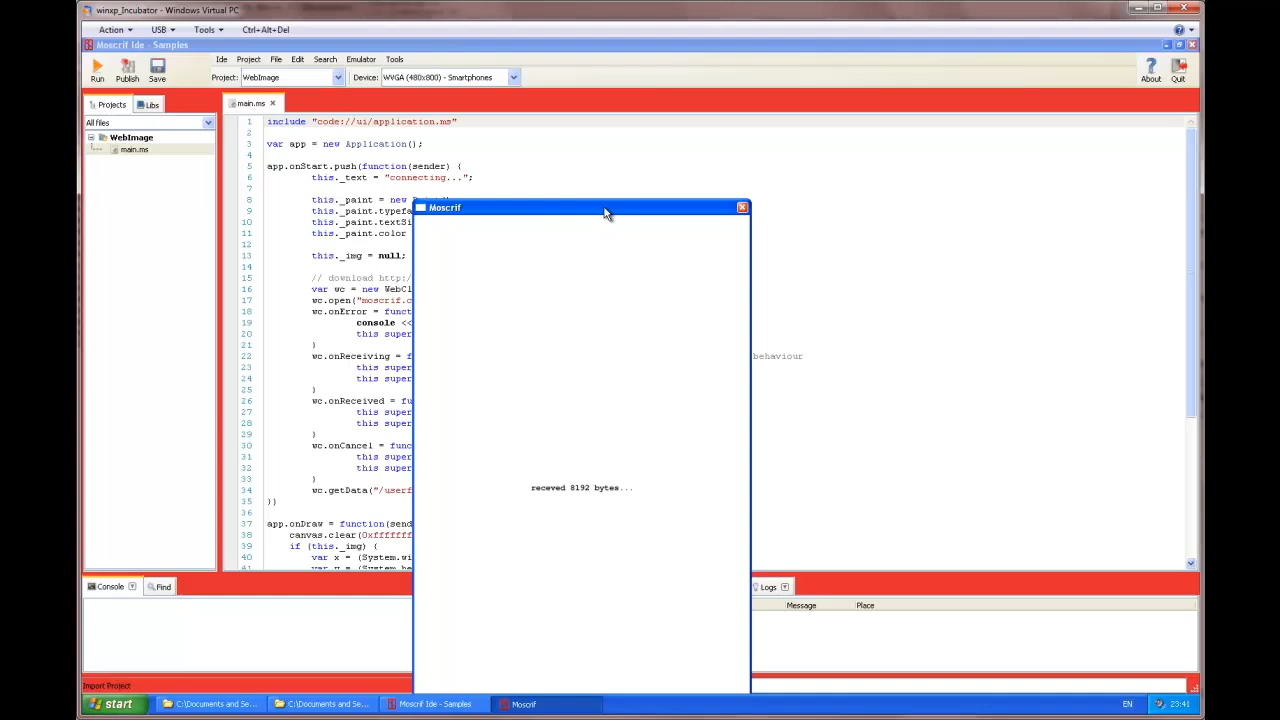 winxp_Incubator - Windows Virtual PC
Action USB Tools Ctrl+Alt+Del
Moscrif Ide - Samples
Run Publish Save
Ide Project File Edit Search Emulator Tools
Project: WebImage Device: WVGA (480x800) - Smartphones
About Quit
Projects Libs
main.ms
All files
WebImage
main.ms
1 include "code://ui/application.ms"
2
3 var app = new Application();
4
5 app.onStart.push(function(sender) {
6 this._text = "connecting...";
7
8 this._paint = new
9 this._paint.typefa
10 this._paint.textSi
11 this._paint.color
12
13 this._img = null;
14
15 // download http:/
16 var wc = new WebCl
17 wc.open("moscrif.c
18 wc.onError = funct
19 console <<
20 this super
21 }
22 wc.onReceiving = f behaviour
23 this super
24 this super
25 }
26 wc.onReceived = fu
27 this super
28 this super
29 }
30 wc.onCancel = func
31 this super
32 this super
33 }
34 wc.getData("/userf
35 })
36
37 app.onDraw = function(send
38 canvas.clear(0xfffffff
39 if (this._img) {
40 var x = (System.wi
41 var y = (System.he
Moscrif
receved 8192 bytes...
Console Find
Logs
Message Place
Import Project
start C:\Documents and Se... C:\Documents and Se... Moscrif Ide - Samples Moscrif EN 23:41